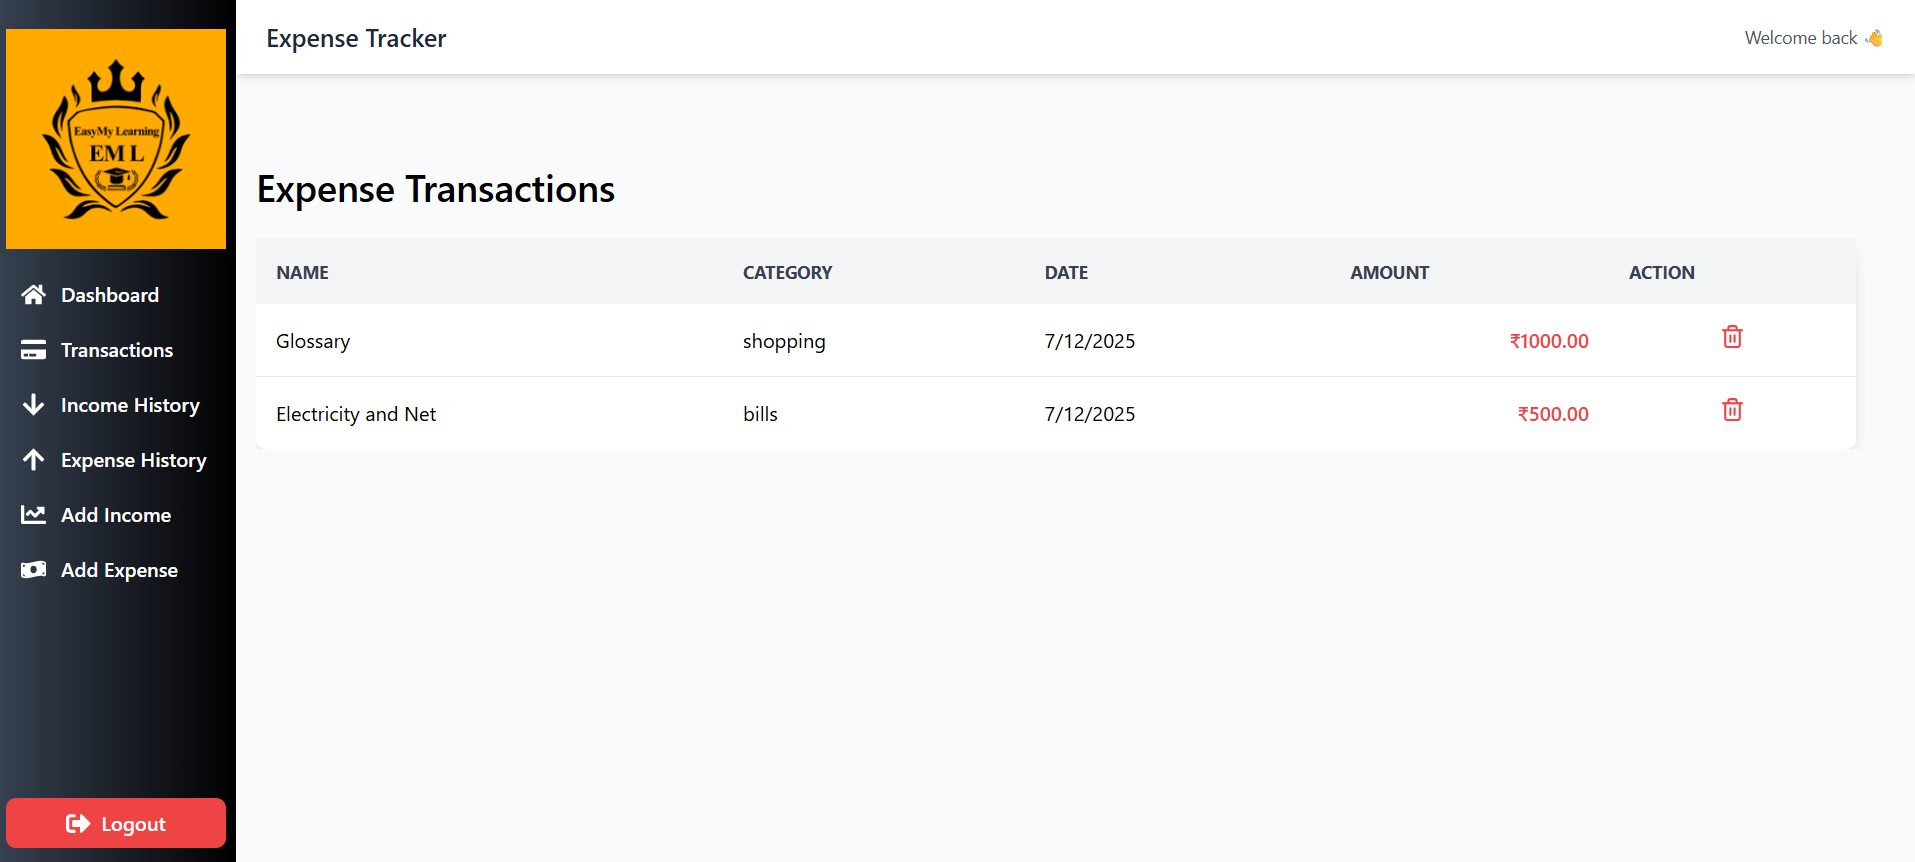 Expense Tracker
Welcome back 👋
EasyMy Learning
EM L
Dashboard
Transactions
Income History
Expense History
Add Income
Add Expense
Logout
Expense Transactions
NAME CATEGORY DATE AMOUNT ACTION
Glossary shopping 7/12/2025 ₹1000.00
Electricity and Net bills 7/12/2025 ₹500.00